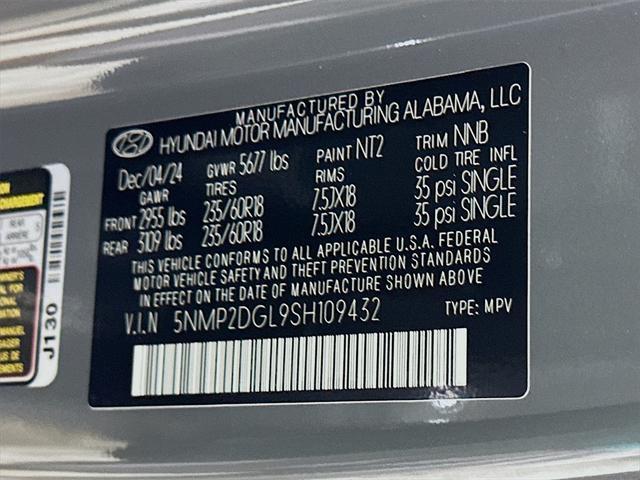 MANUFACTURED BY
HYUNDAI MOTOR MANUFACTURING ALABAMA, LLC
Dec/04/24 GVWR 5677 lbs PAINT NT2 TRIM NNB
GAWR TIRES RIMS COLD TIRE INFL
FRONT 2955 lbs 235/60R18 7.5JX18 35 psi SINGLE
REAR 3109 lbs 235/60R18 7.5JX18 35 psi SINGLE
THIS VEHICLE CONFORMS TO ALL APPLICABLE U.S.A. FEDERAL
MOTOR VEHICLE SAFETY AND THEFT PREVENTION STANDARDS
IN EFFECT ON THE DATE OF MANUFACTURE SHOWN ABOVE
V.I.N 5NMP2DGL9SH109432 TYPE: MPV
J130
REAR